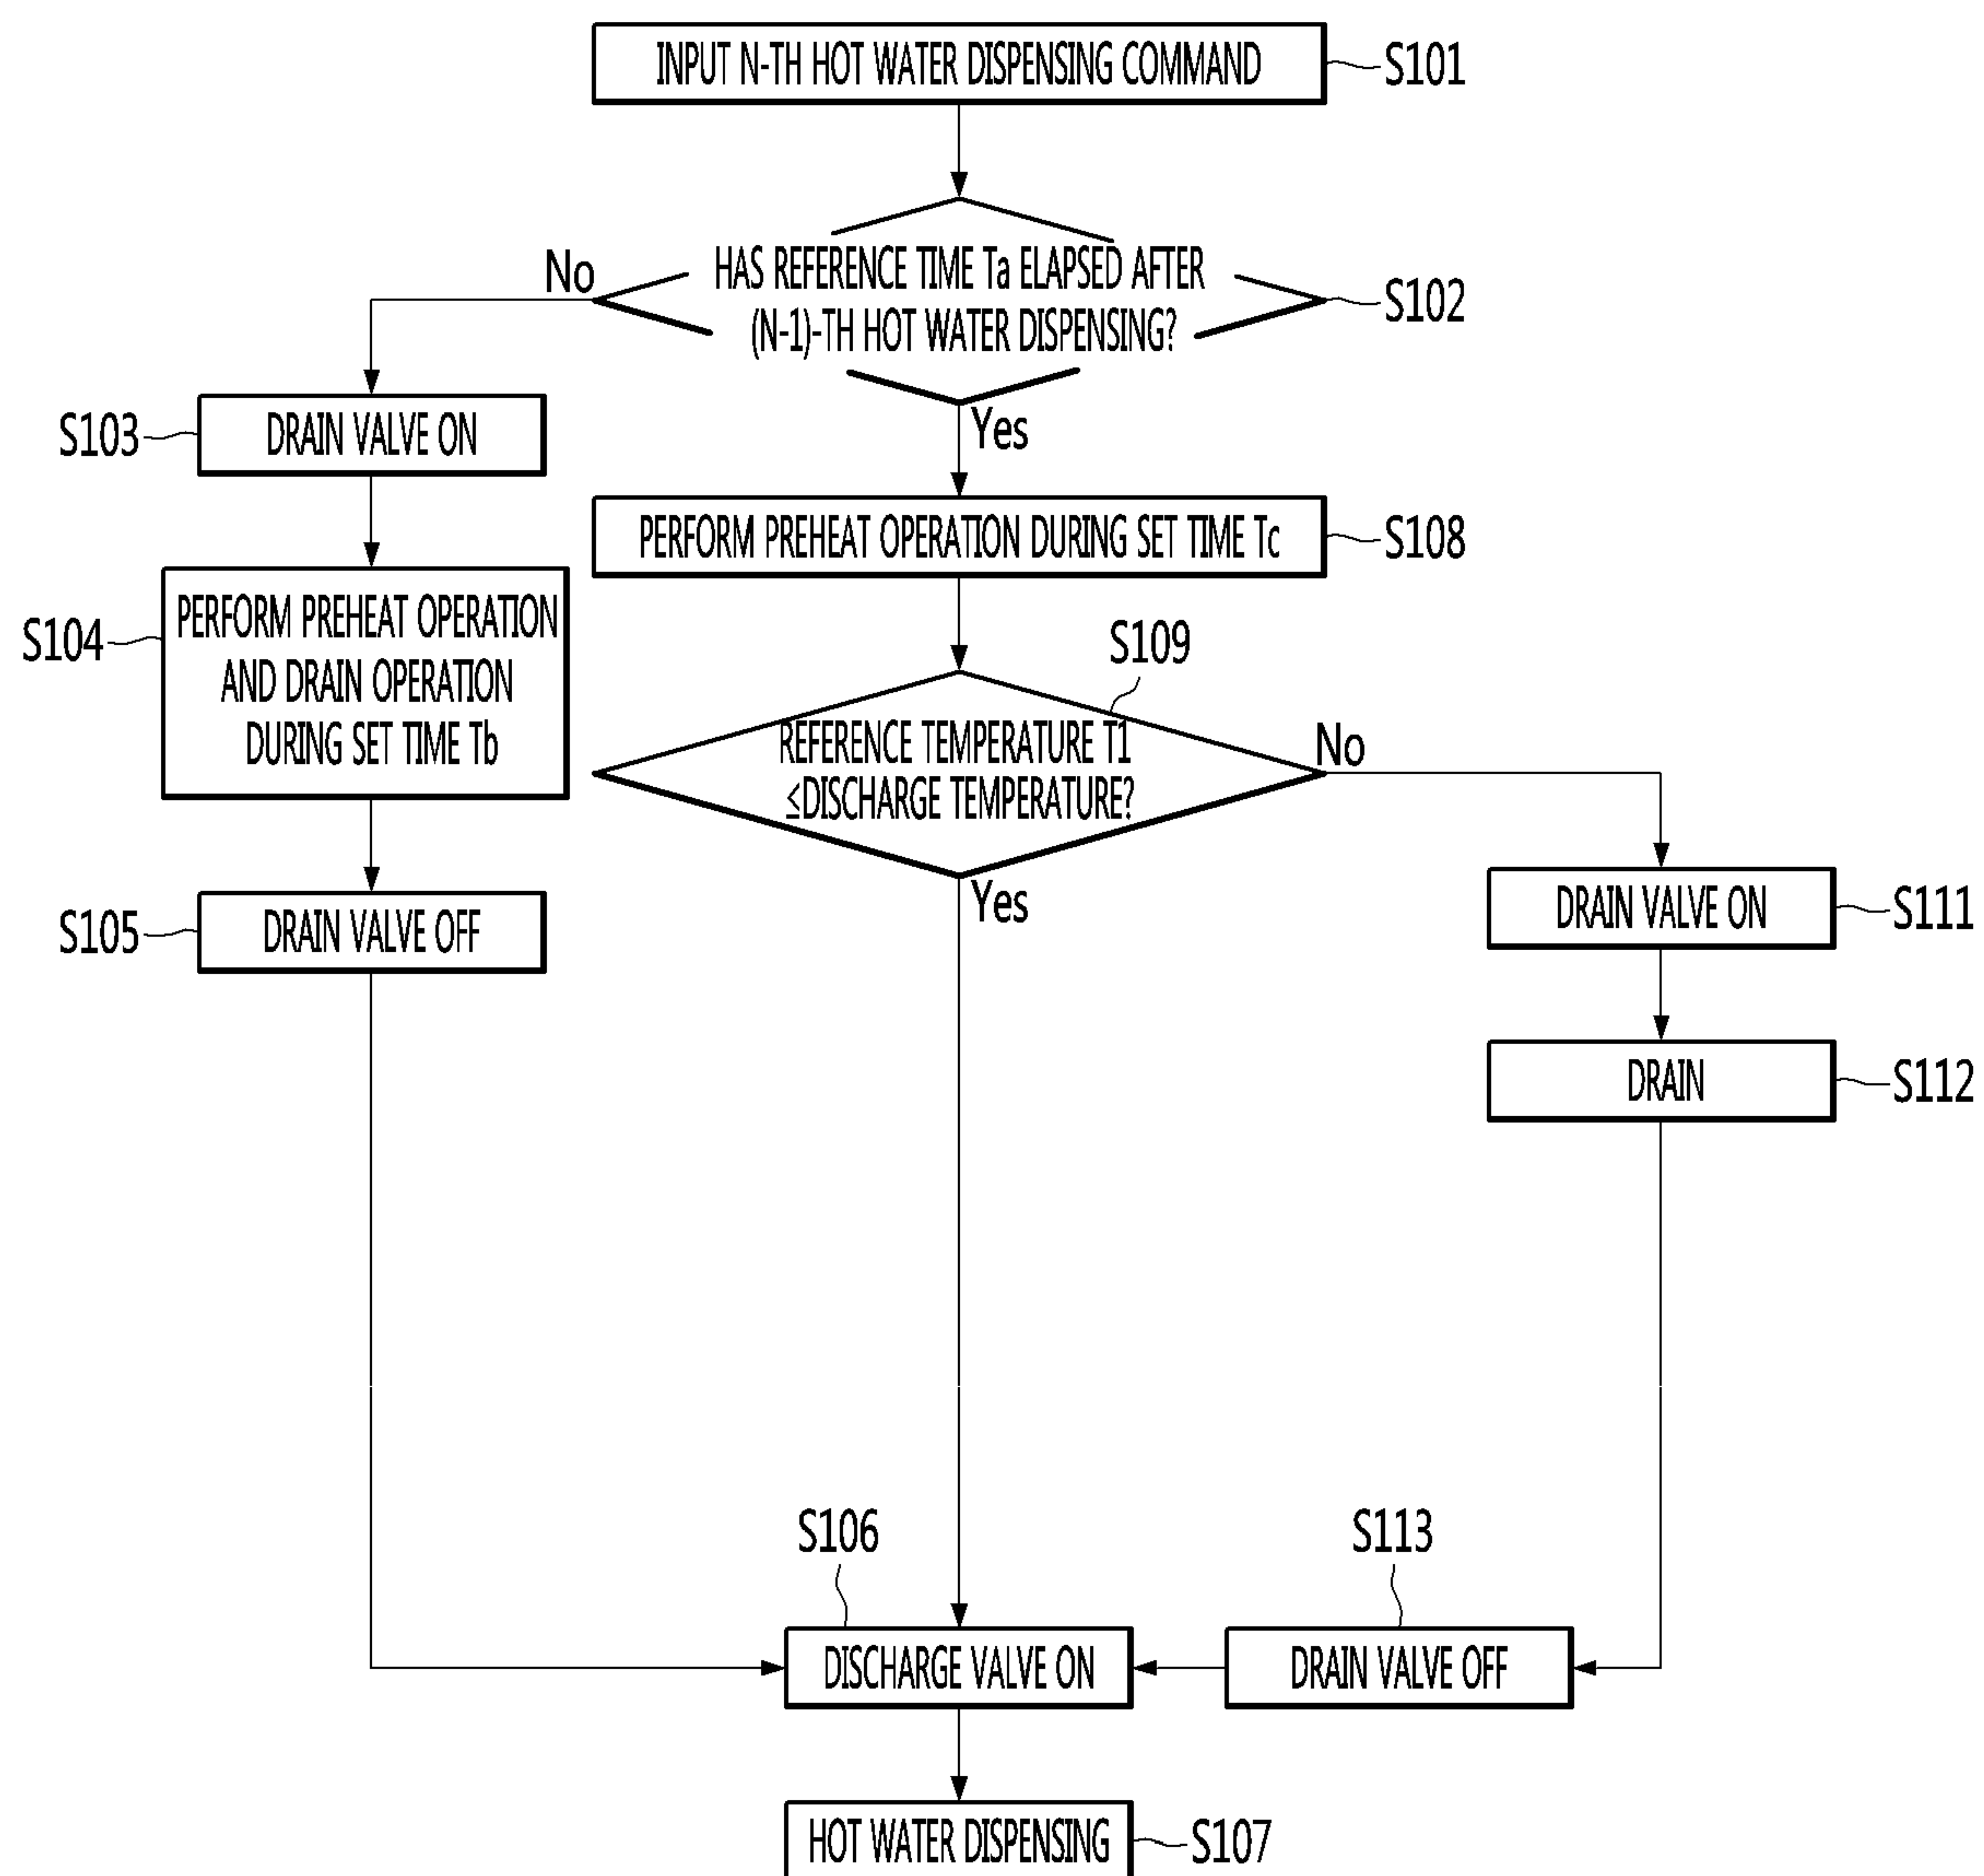 INPUT N-TH HOT WATER DISPENSING COMMAND
S101
HAS REFERENCE TIME Ta ELAPSED AFTER
(N-1)-TH HOT WATER DISPENSING?
S102
No
Yes
S103
DRAIN VALVE ON
PERFORM PREHEAT OPERATION DURING SET TIME Tc
S108
S104
PERFORM PREHEAT OPERATION
AND DRAIN OPERATION
DURING SET TIME Tb
S109
REFERENCE TEMPERATURE T1
≤DISCHARGE TEMPERATURE?
No
Yes
S105
DRAIN VALVE OFF
DRAIN VALVE ON
S111
DRAIN
S112
S106
S113
DISCHARGE VALVE ON
DRAIN VALVE OFF
HOT WATER DISPENSING
S107